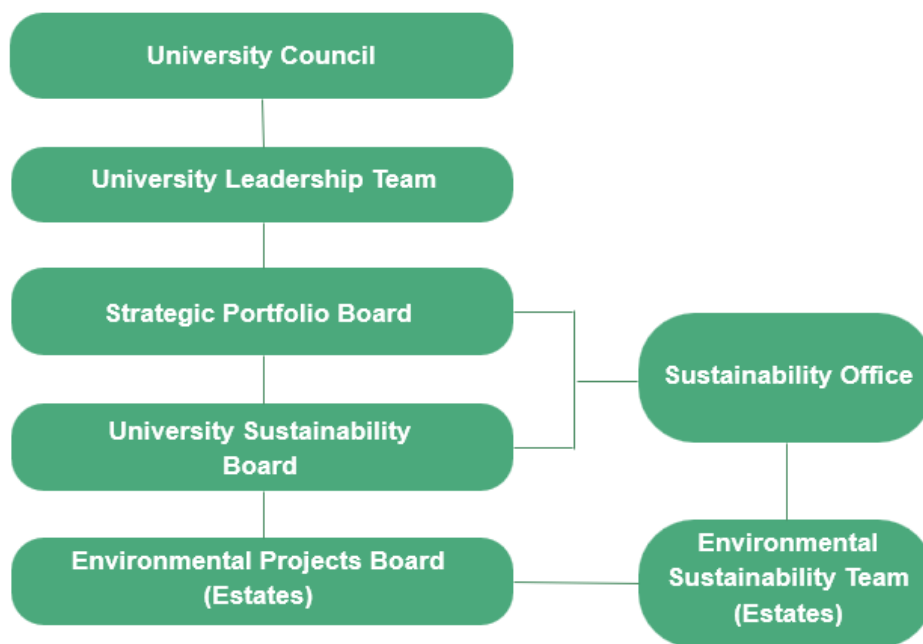 University Council
University Leadership Team
Strategic Portfolio Board
University Sustainability
Board
Environmental Projects Board
(Estates)
Sustainability Office
Environmental
Sustainability Team
(Estates)